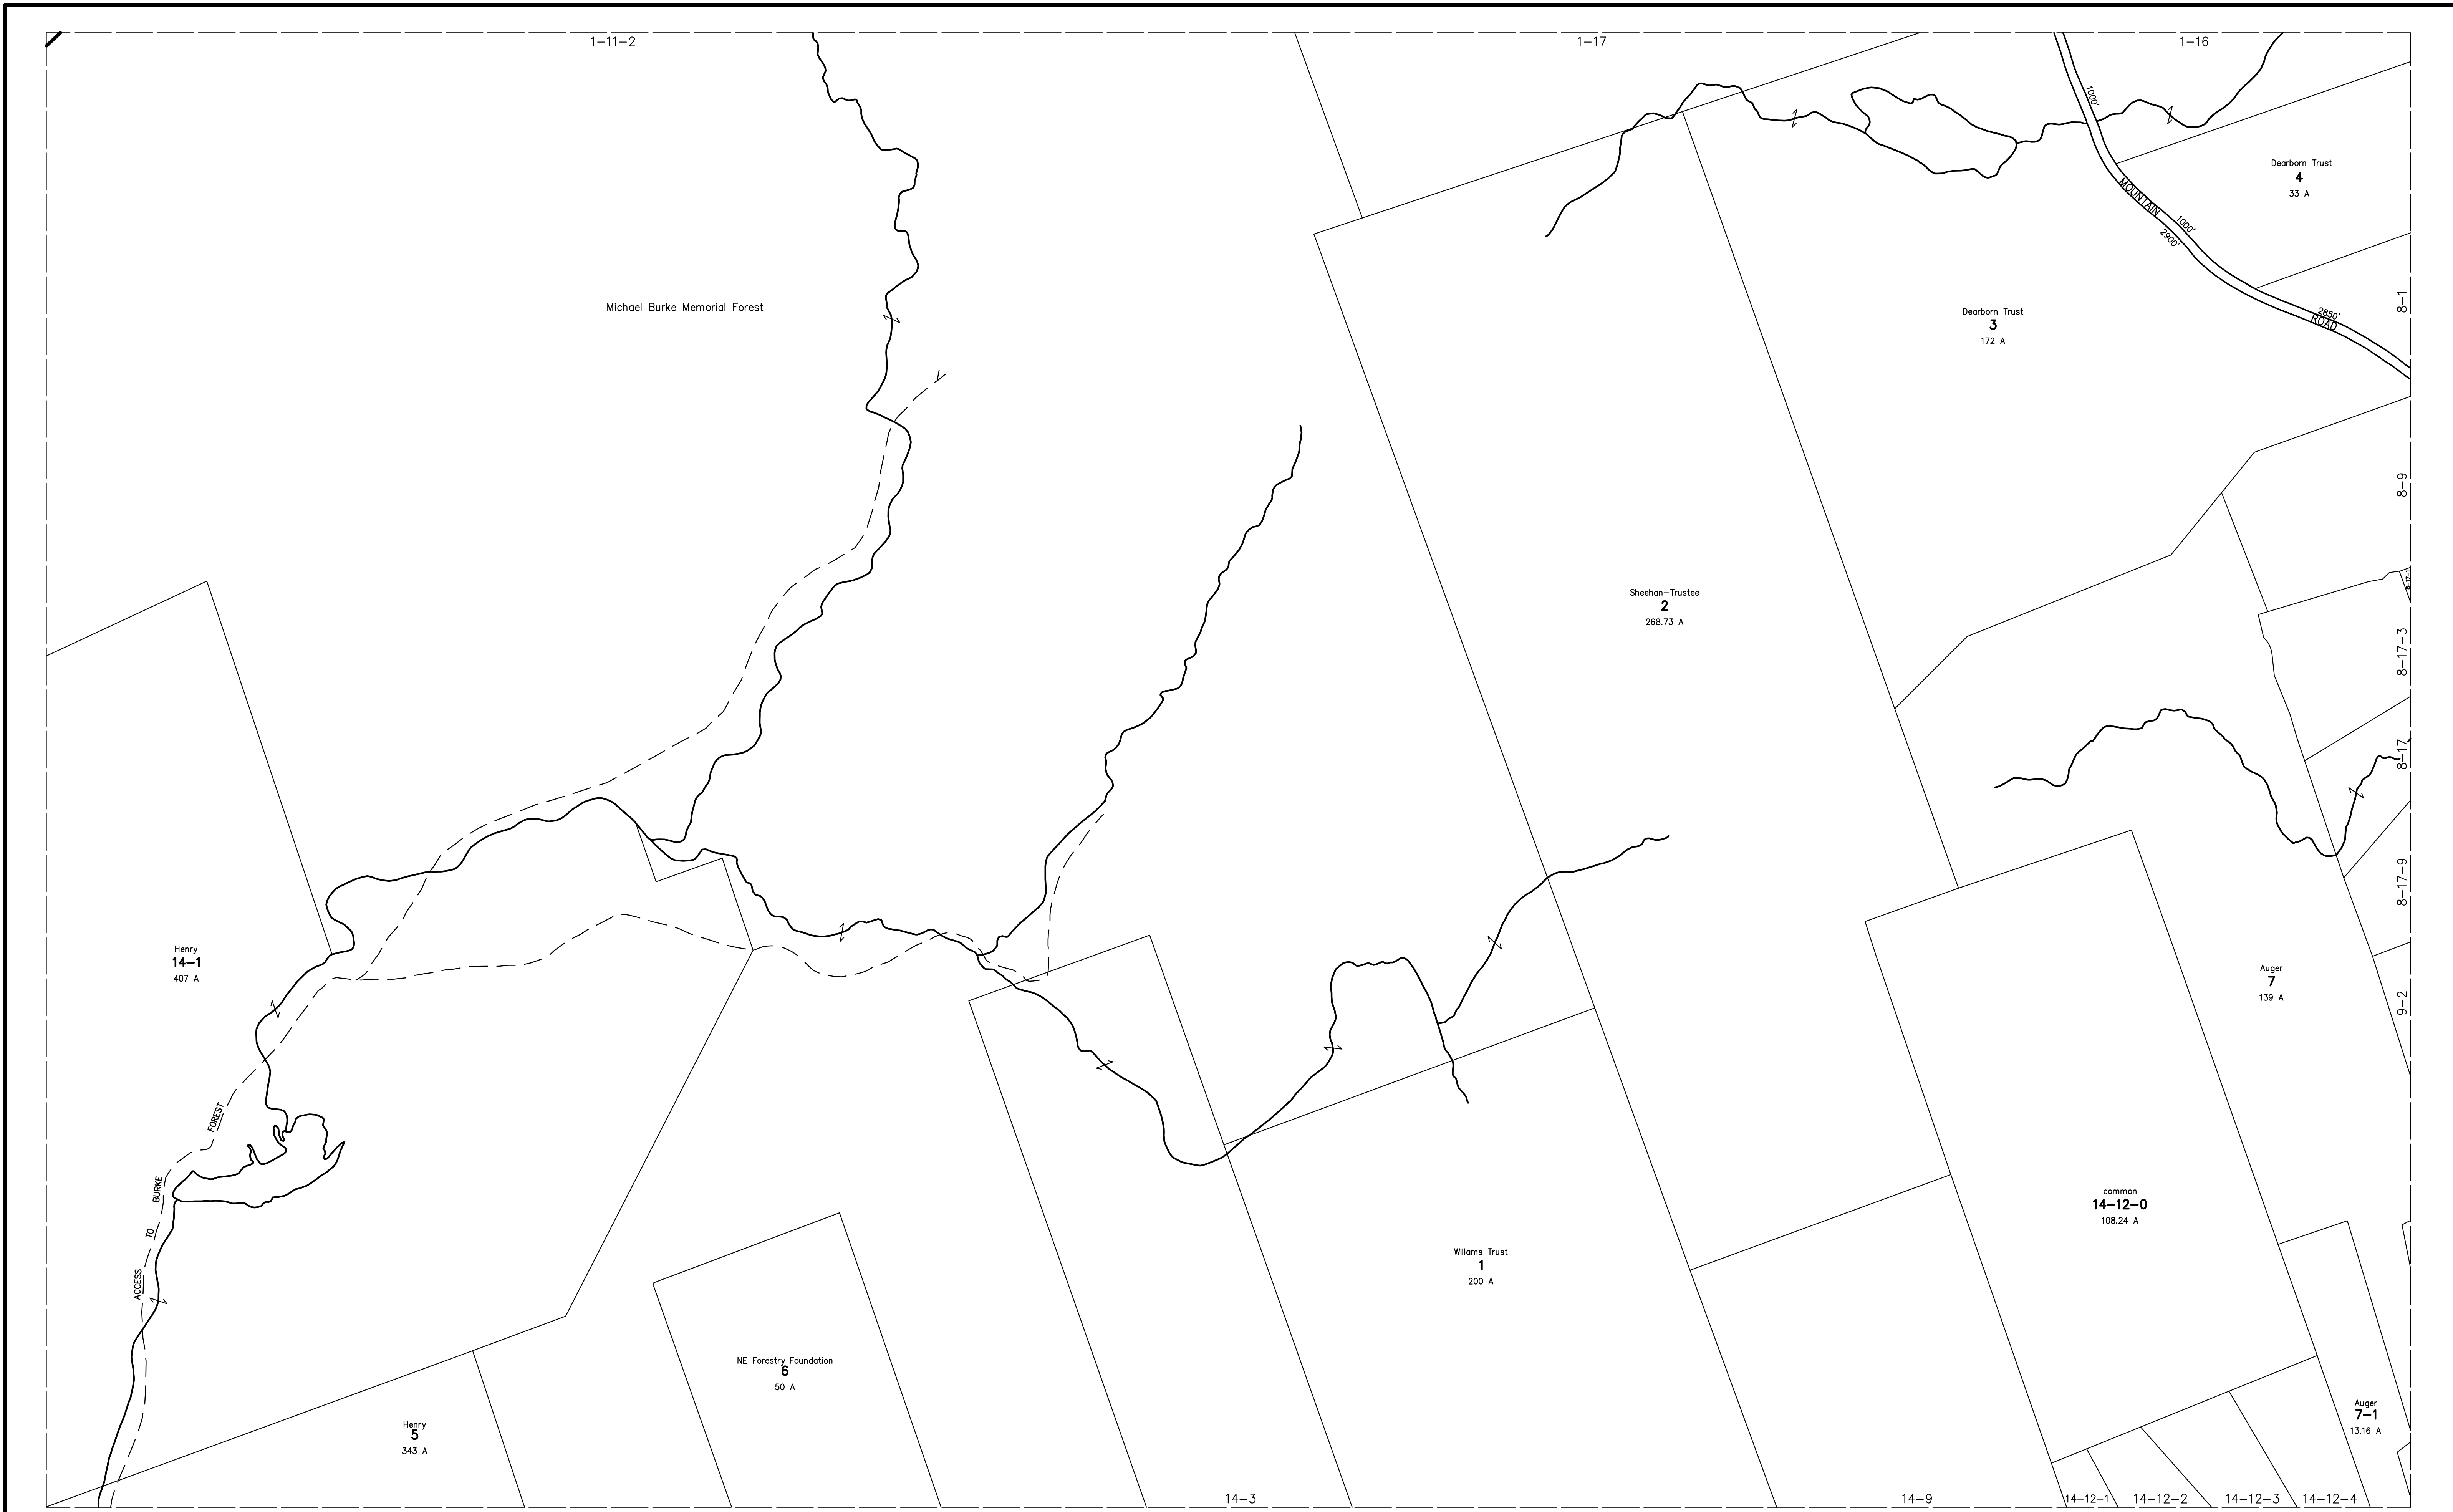 1-11-2
1-17
1-16
1000'
Dearborn Trust
4
33 A
MOUNTAIN
1000'
2900'
8-1
Michael Burke Memorial Forest
Dearborn Trust
3
172 A
2850'
ROAD
8-9
8-17-1
Sheehan-Trustee
2
268.73 A
8-17-3
8-17
8-17-9
Henry
14-1
407 A
Auger
7
139 A
9-2
FOREST
BURKE
TO
ACCESS
common
14-12-0
108.24 A
Willams Trust
1
200 A
NE Forestry Foundation
6
50 A
Henry
5
343 A
Auger
7-1
13.16 A
14-3
14-9
14-12-1
14-12-2
14-12-3
14-12-4